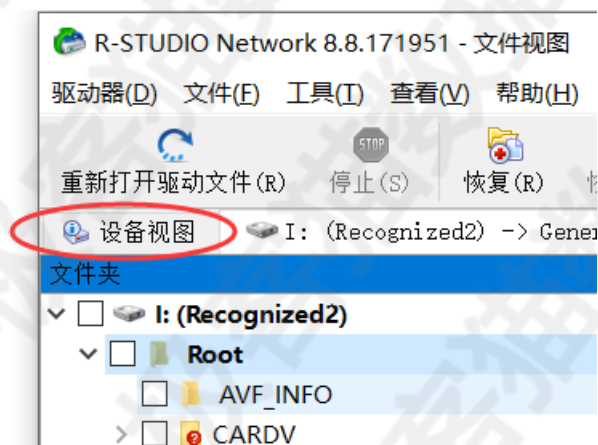 R-STUDIO Network 8.8.171951 - 文件视图
驱动器(D) 文件(F) 工具(T) 查看(V) 帮助(H)
STOP
重新打开驱动文件(R) 停止(S) 恢复(R)
设备视图 I: (Recognized2) -> Gener
文件夹
I: (Recognized2)
Root
AVF_INFO
CARDV